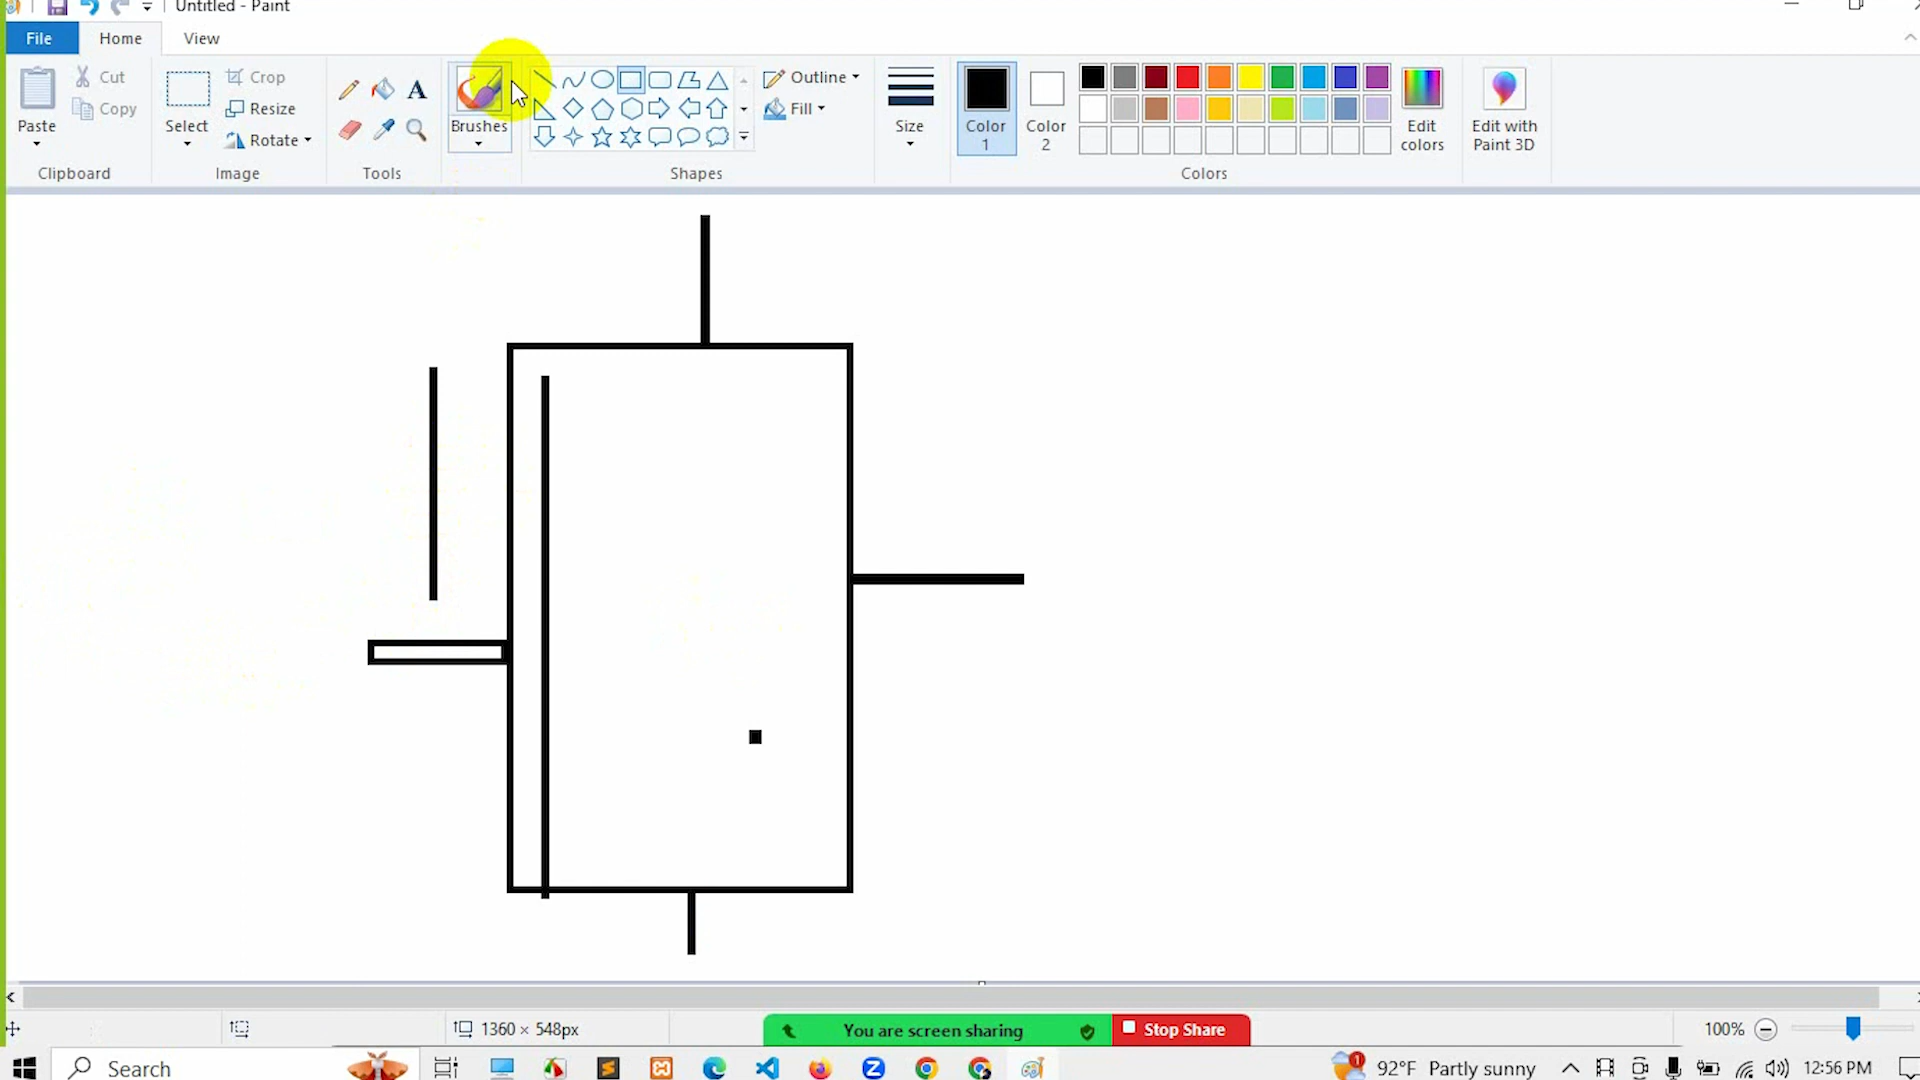 Untitled - Paint
File Home View
Paste
Cut
Copy
Clipboard
Select
Crop
Resize
Rotate
Image
A
Tools
Brushes
Shapes
Outline
Fill
Size
Color 1
Color 2
Colors
Edit colors
Edit with Paint 3D
1360 × 548px
You are screen sharing
Stop Share
100%
Search
1
92°F Partly sunny
12:56 PM